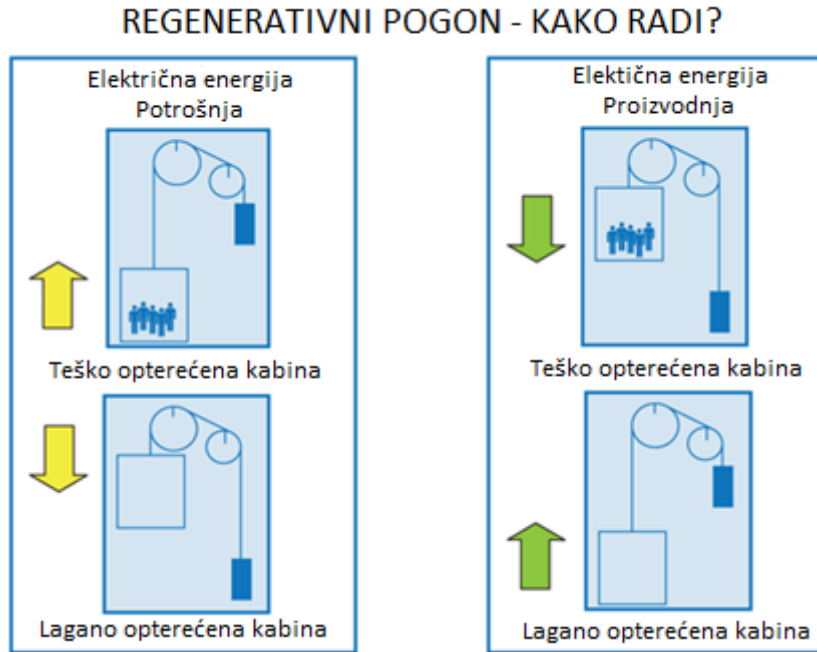 REGENERATIVNI POGON - KAKO RADI?
Električna energija
Potrošnja
Teško opterećena kabina
Lagano opterećena kabina
Elektična energija
Proizvodnja
Teško opterećena kabina
Lagano opterećena kabina